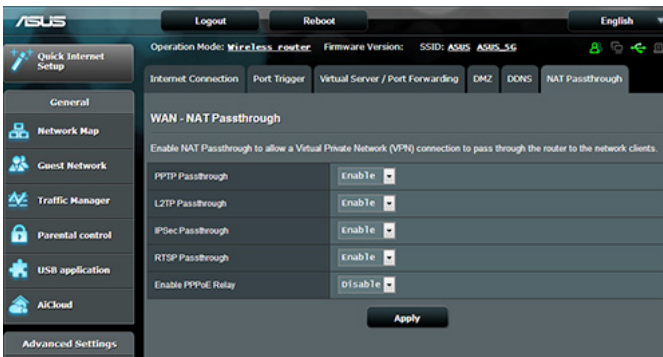 ASUS
Logout
Reboot
English
Quick Internet
Setup
Operation Mode: Wireless router Firmware Version: SSID: ASUS ASUS_5G
Internet Connection
Port Trigger
Virtual Server / Port Forwarding
DMZ
DDNS
NAT Passthrough
General
Network Map
Guest Network
Traffic Manager
Parental control
USB application
AiCloud
Advanced Settings
WAN - NAT Passthrough
Enable NAT Passthrough to allow a Virtual Private Network (VPN) connection to pass through the router to the network clients.
PPTP Passthrough Enable
L2TP Passthrough Enable
IPSec Passthrough Enable
RTSP Passthrough Enable
Enable PPPoE Relay Disable
Apply